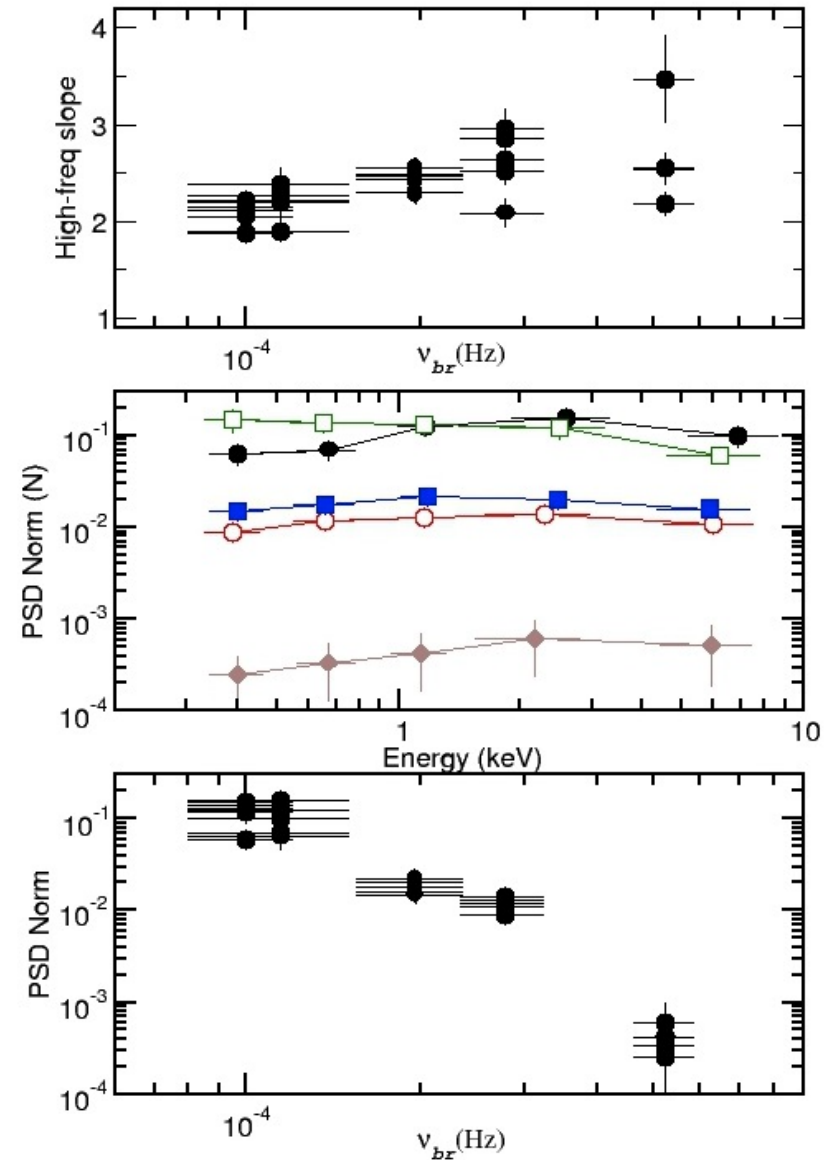 4
3
2
1
High-freq slope
10^-4
ν_br(Hz)
10^-1
10^-2
10^-3
10^-4
PSD Norm (N)
1
10
Energy (keV)
10^-1
10^-2
10^-3
10^-4
PSD Norm
10^-4
ν_br(Hz)